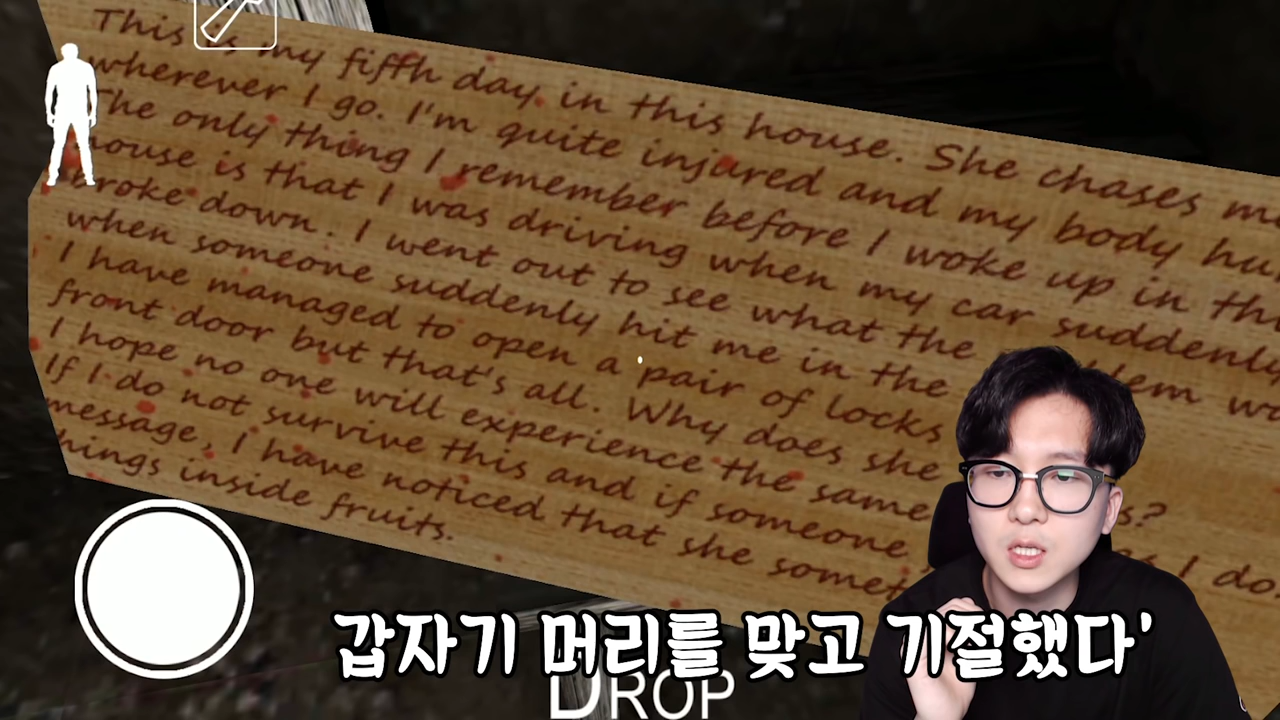 This is my fifth day in this house. She chases
wherever I go. I'm quite injured and my body
The only thing I remember before I woke up in
house is that I was driving when my car suddenly
broke down. I went out to see what the
when someone suddenly hit me in the
I have managed to open a pair of locks
front door but that's all. Why does she
I hope no one will experience the same
If I do not survive this and if someone I do
message, I have noticed that she
things inside fruits.
갑자기 머리를 맞고 기절했다'
DROP